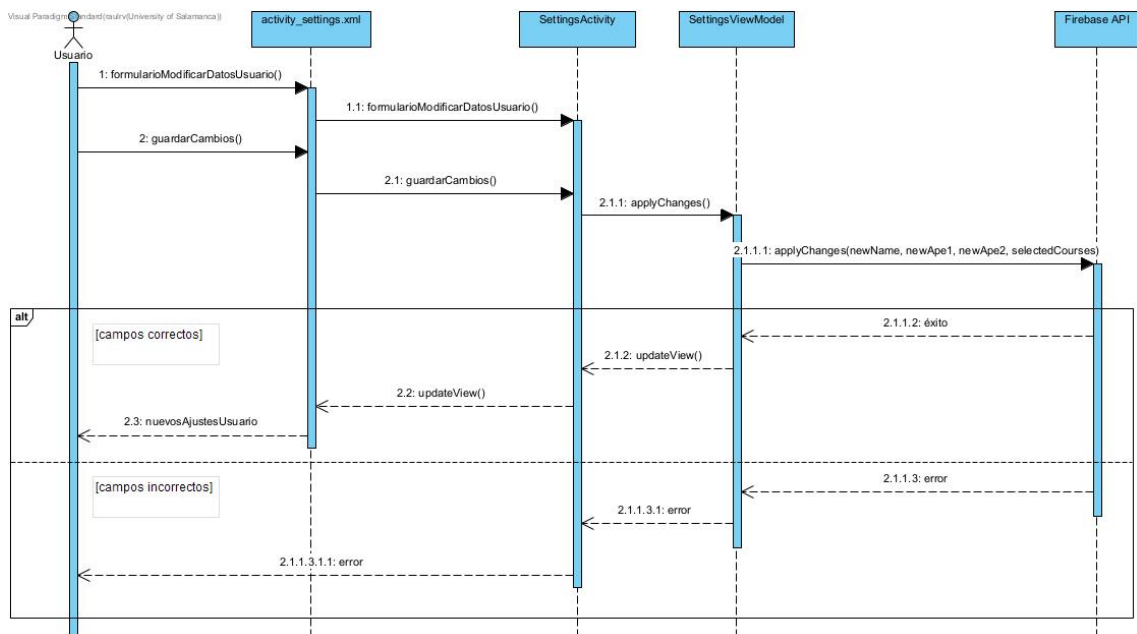 Visual Paradigm Standard(raulrv(University of Salamanca))
activity_settings.xml
SettingsActivity
SettingsViewModel
Firebase API
Usuario
1: formularioModificarDatosUsuario()
1.1: formularioModificarDatosUsuario()
2: guardarCambios()
2.1: guardarCambios()
2.1.1: applyChanges()
2.1.1.1: applyChanges(newName, newApe1, newApe2, selectedCourses)
alt
[campos correctos]
2.1.1.2: éxito
2.1.2: updateView()
2.2: updateView()
2.3: nuevosAjustesUsuario
[campos incorrectos]
2.1.1.3: error
2.1.1.3.1: error
2.1.1.3.1.1: error